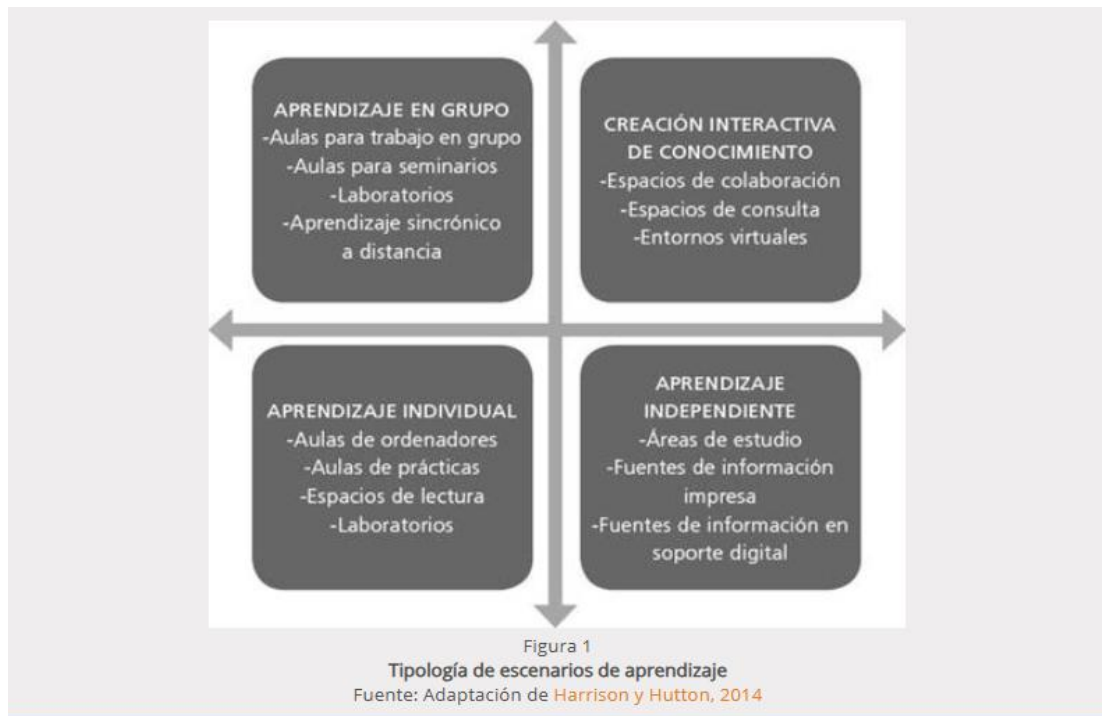 APRENDIZAJE EN GRUPO
-Aulas para trabajo en grupo
-Aulas para seminarios
-Laboratorios
-Aprendizaje sincrónico
a distancia
CREACIÓN INTERACTIVA
DE CONOCIMIENTO
-Espacios de colaboración
-Espacios de consulta
-Entornos virtuales
APRENDIZAJE INDIVIDUAL
-Aulas de ordenadores
-Aulas de prácticas
-Espacios de lectura
-Laboratorios
APRENDIZAJE
INDEPENDIENTE
-Áreas de estudio
-Fuentes de información
impresa
-Fuentes de información en
soporte digital
Figura 1
Tipología de escenarios de aprendizaje
Fuente: Adaptación de Harrison y Hutton, 2014